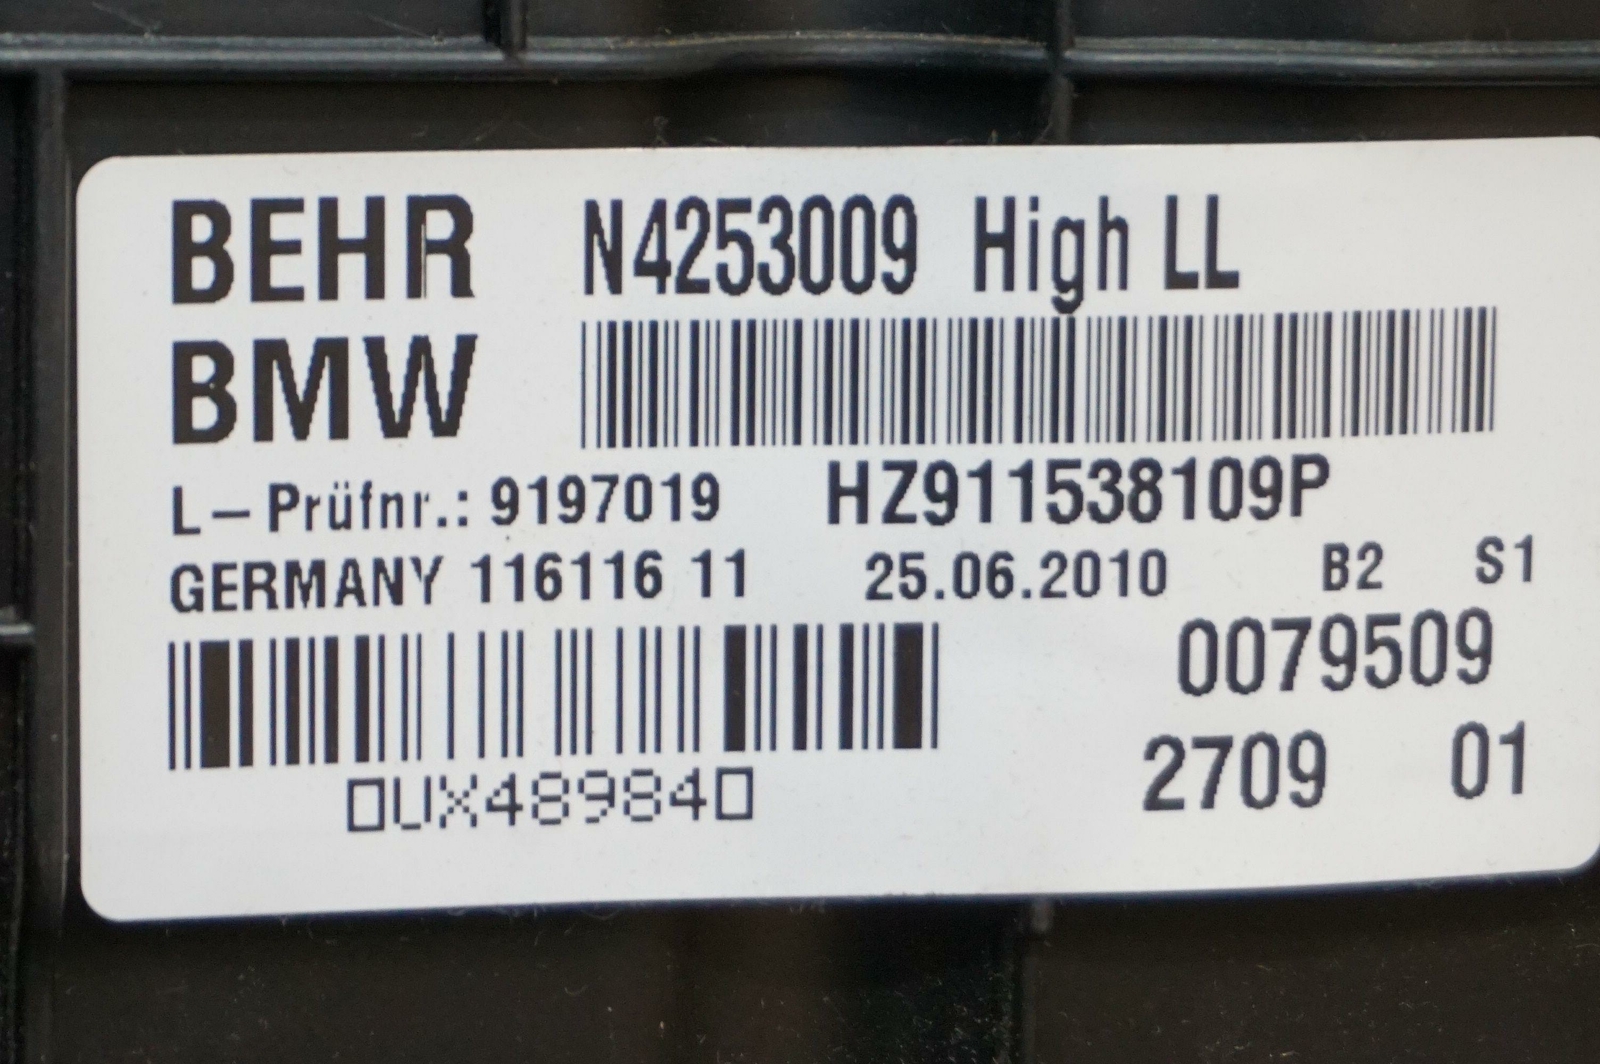 BEHR N4253009 High LL
BMW
L-Prüfnr.: 9197019 HZ911538109P
GERMANY 116116 11 25.06.2010 B2 S1
0079509
2709 01
0UX489840